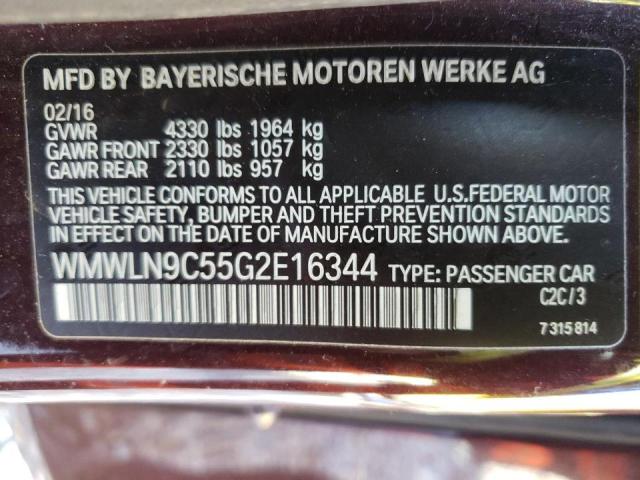 MFD BY BAYERISCHE MOTOREN WERKE AG
02/16
GVWR 4330 lbs 1964 kg
GAWR FRONT 2330 lbs 1057 kg
GAWR REAR 2110 lbs 957 kg
THIS VEHICLE CONFORMS TO ALL APPLICABLE U.S.FEDERAL MOTOR
VEHICLE SAFETY, BUMPER AND THEFT PREVENTION STANDARDS
IN EFFECT ON THE DATE OF MANUFACTURE SHOWN ABOVE.
WMWLN9C55G2E16344 TYPE: PASSENGER CAR
C2C/3
7315814